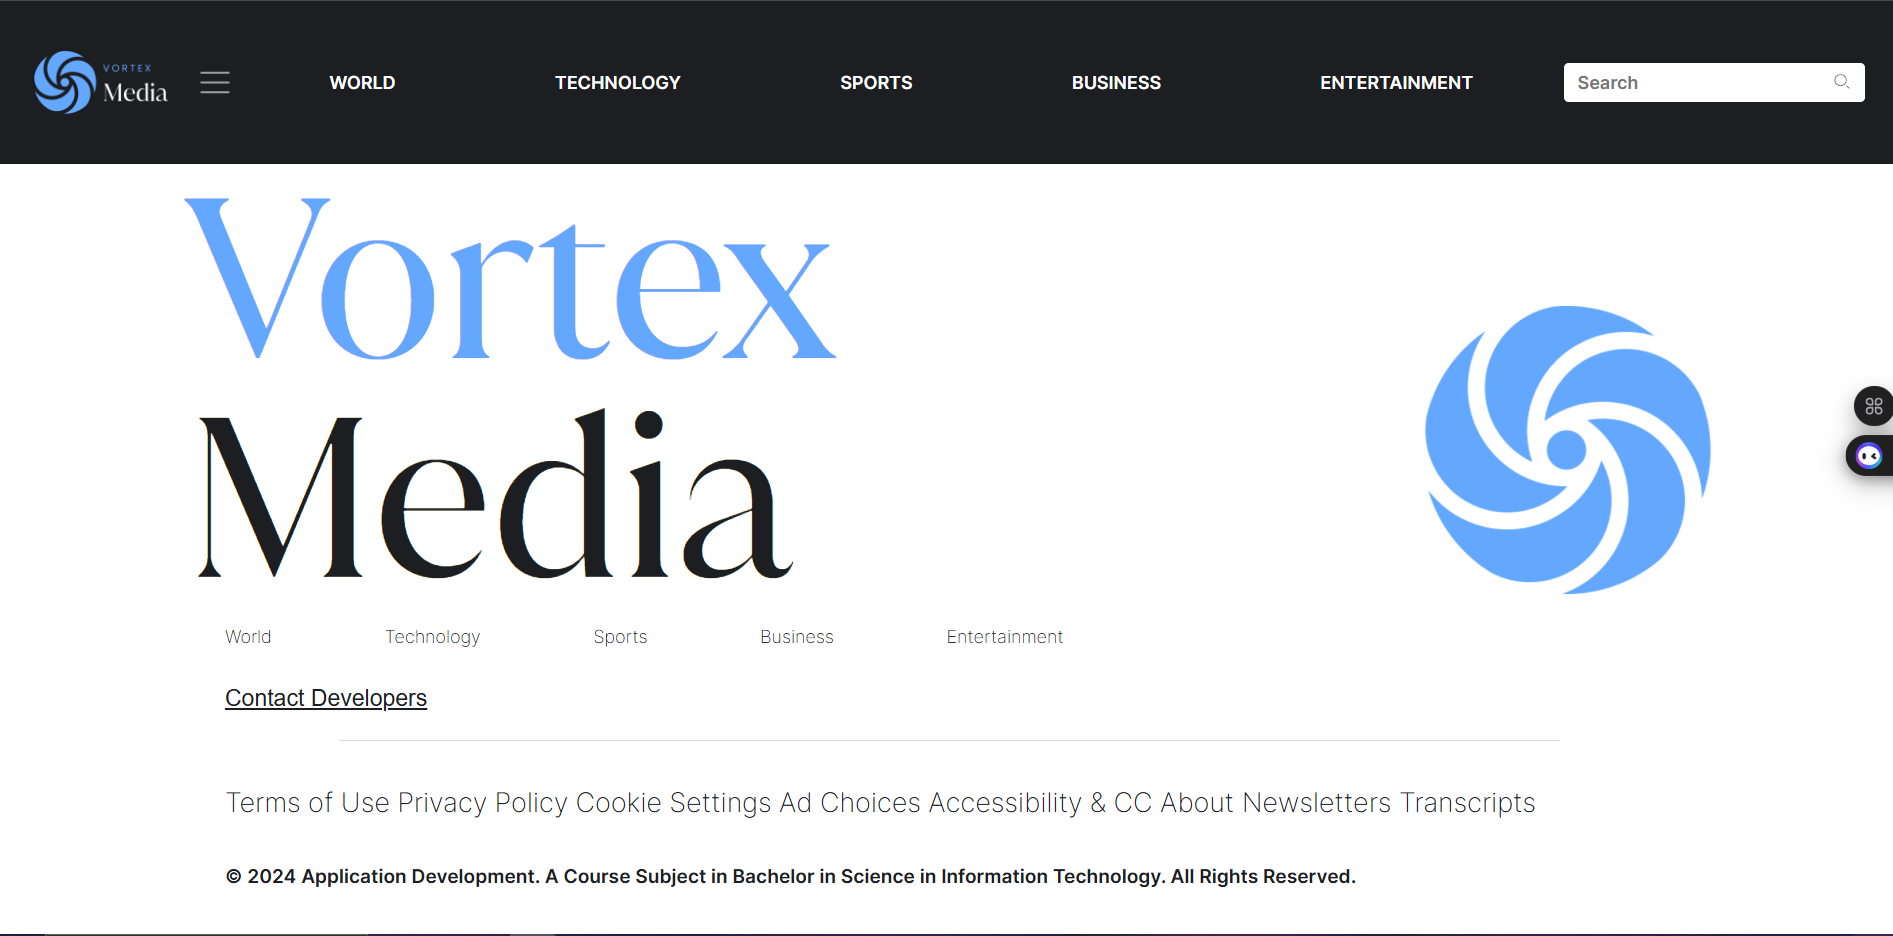 VORTEX
Media
WORLD TECHNOLOGY SPORTS BUSINESS ENTERTAINMENT Search
Vortex
Media
World Technology Sports Business Entertainment
Contact Developers
Terms of Use Privacy Policy Cookie Settings Ad Choices Accessibility & CC About Newsletters Transcripts
© 2024 Application Development. A Course Subject in Bachelor in Science in Information Technology. All Rights Reserved.